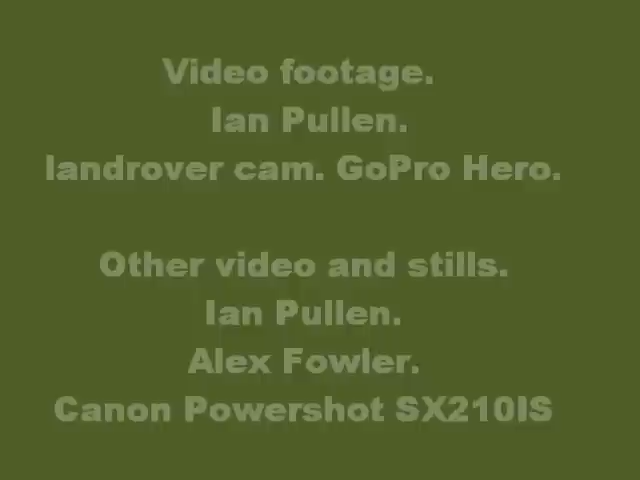 Video footage.
Ian Pullen.
landrover cam. GoPro Hero.
Other video and stills.
Ian Pullen.
Alex Fowler.
Canon Powershot SX210IS